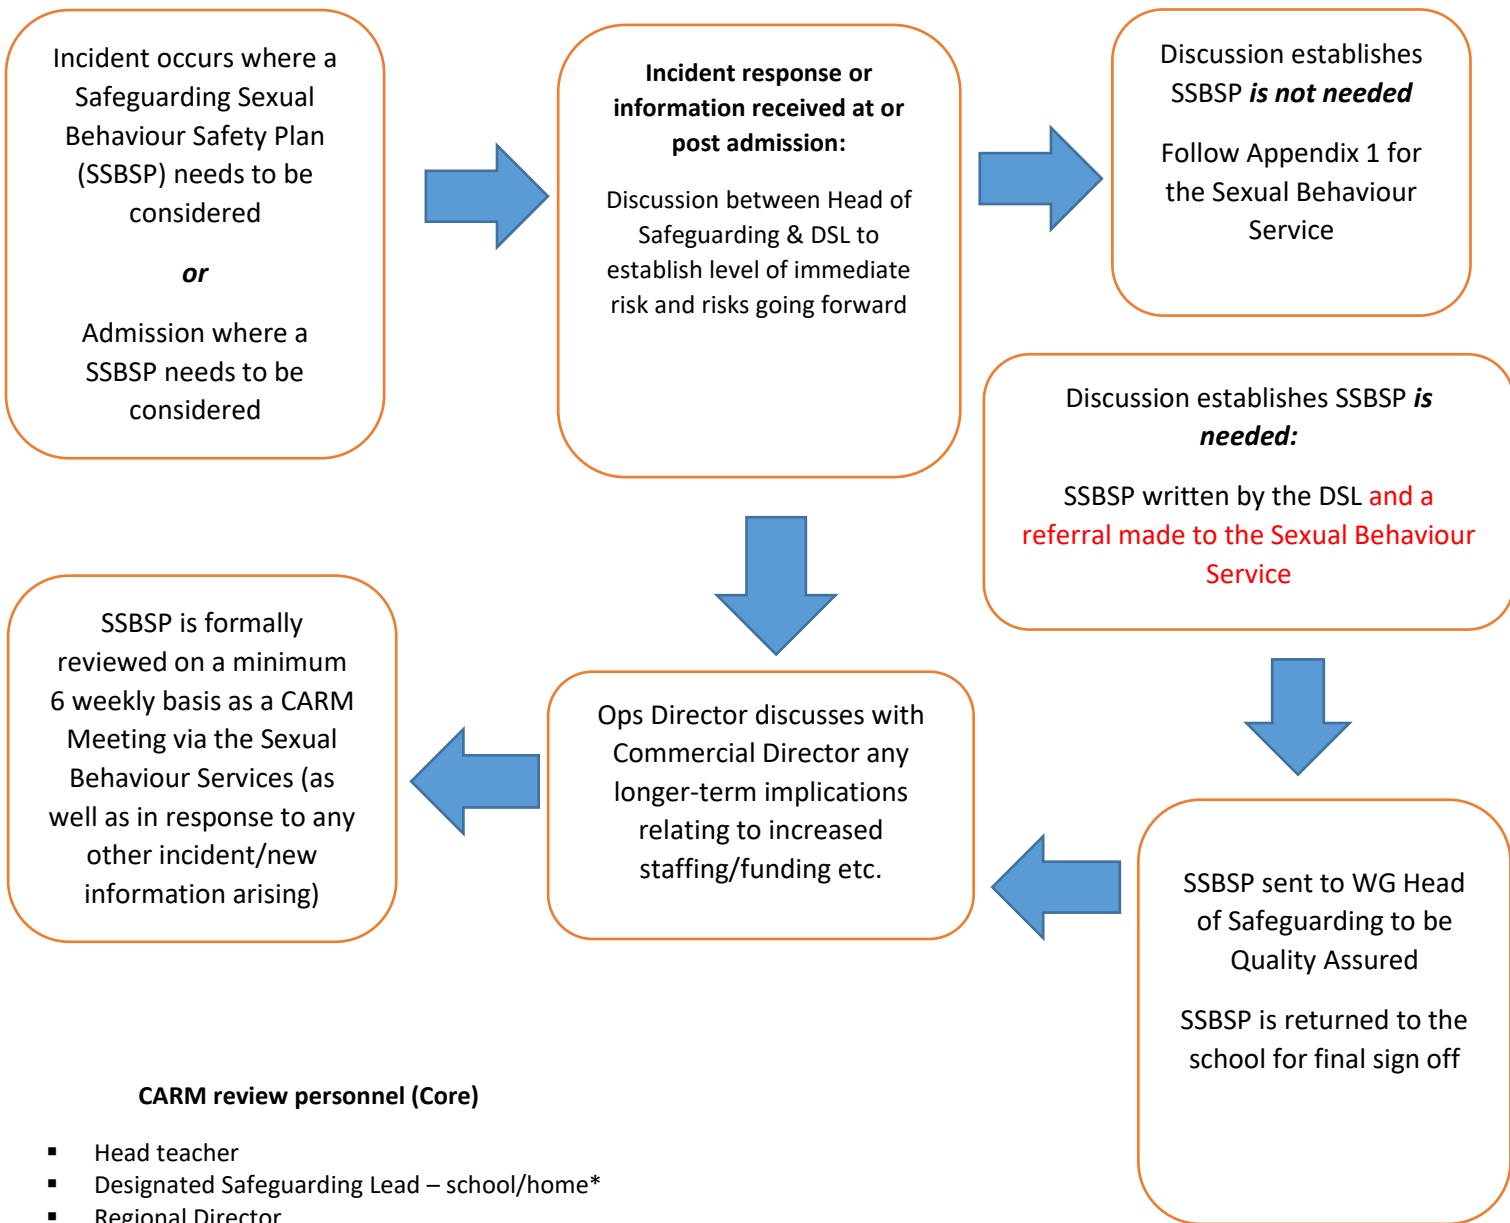 Incident occurs where a
Safeguarding Sexual
Behaviour Safety Plan
(SSBSP) needs to be
considered
or
Admission where a
SSBSP needs to be
considered
Incident response or
information received at or
post admission:
Discussion between Head of
Safeguarding & DSL to
establish level of immediate
risk and risks going forward
Discussion establishes
SSBSP is not needed
Follow Appendix 1 for
the Sexual Behaviour
Service
Discussion establishes SSBSP is
needed:
SSBSP written by the DSL and a
referral made to the Sexual Behaviour
Service
SSBSP is formally
reviewed on a minimum
6 weekly basis as a CARM
Meeting via the Sexual
Behaviour Services (as
well as in response to any
other incident/new
information arising)
Ops Director discusses with
Commercial Director any
longer-term implications
relating to increased
staffing/funding etc.
SSBSP sent to WG Head
of Safeguarding to be
Quality Assured
SSBSP is returned to the
school for final sign off
CARM review personnel (Core)
▪ Head teacher
▪ Designated Safeguarding Lead – school/home*
▪ Regional Director